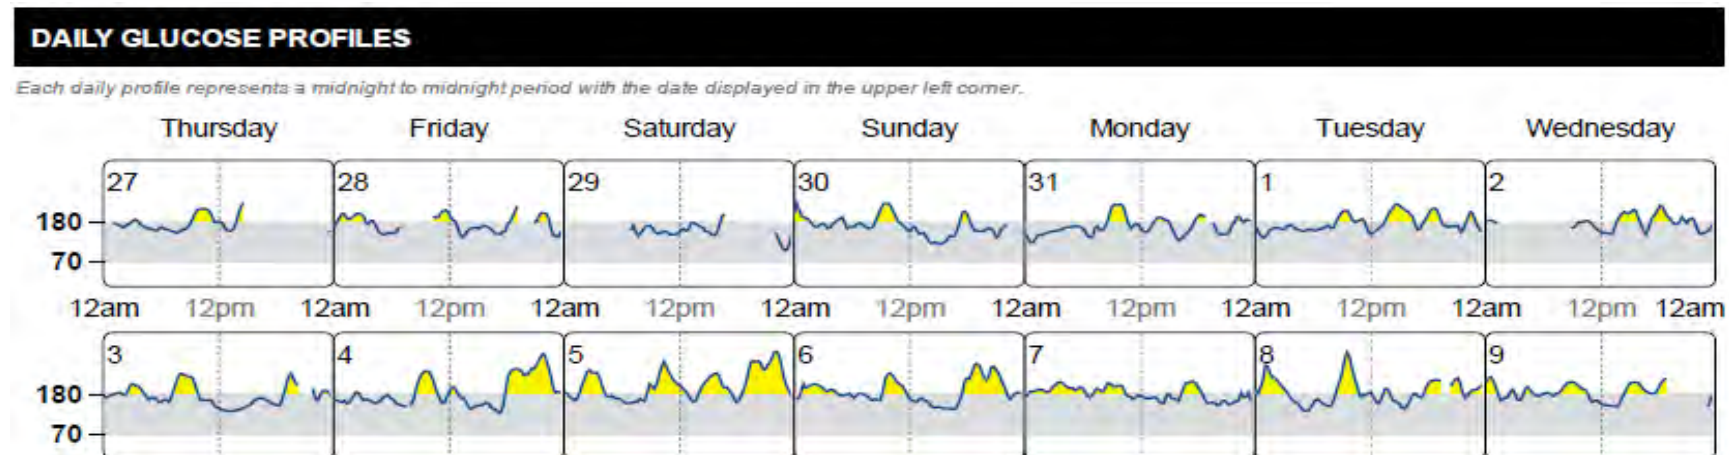 DAILY GLUCOSE PROFILES
Each daily profile represents a midnight to midnight period with the date displayed in the upper left corner.
Thursday Friday Saturday Sunday Monday Tuesday Wednesday
27 28 29 30 31 1 2
180
70
12am 12pm 12am 12pm 12am 12pm 12am 12pm 12am 12pm 12am 12pm 12am 12pm 12am
3 4 5 6 7 8 9
180
70